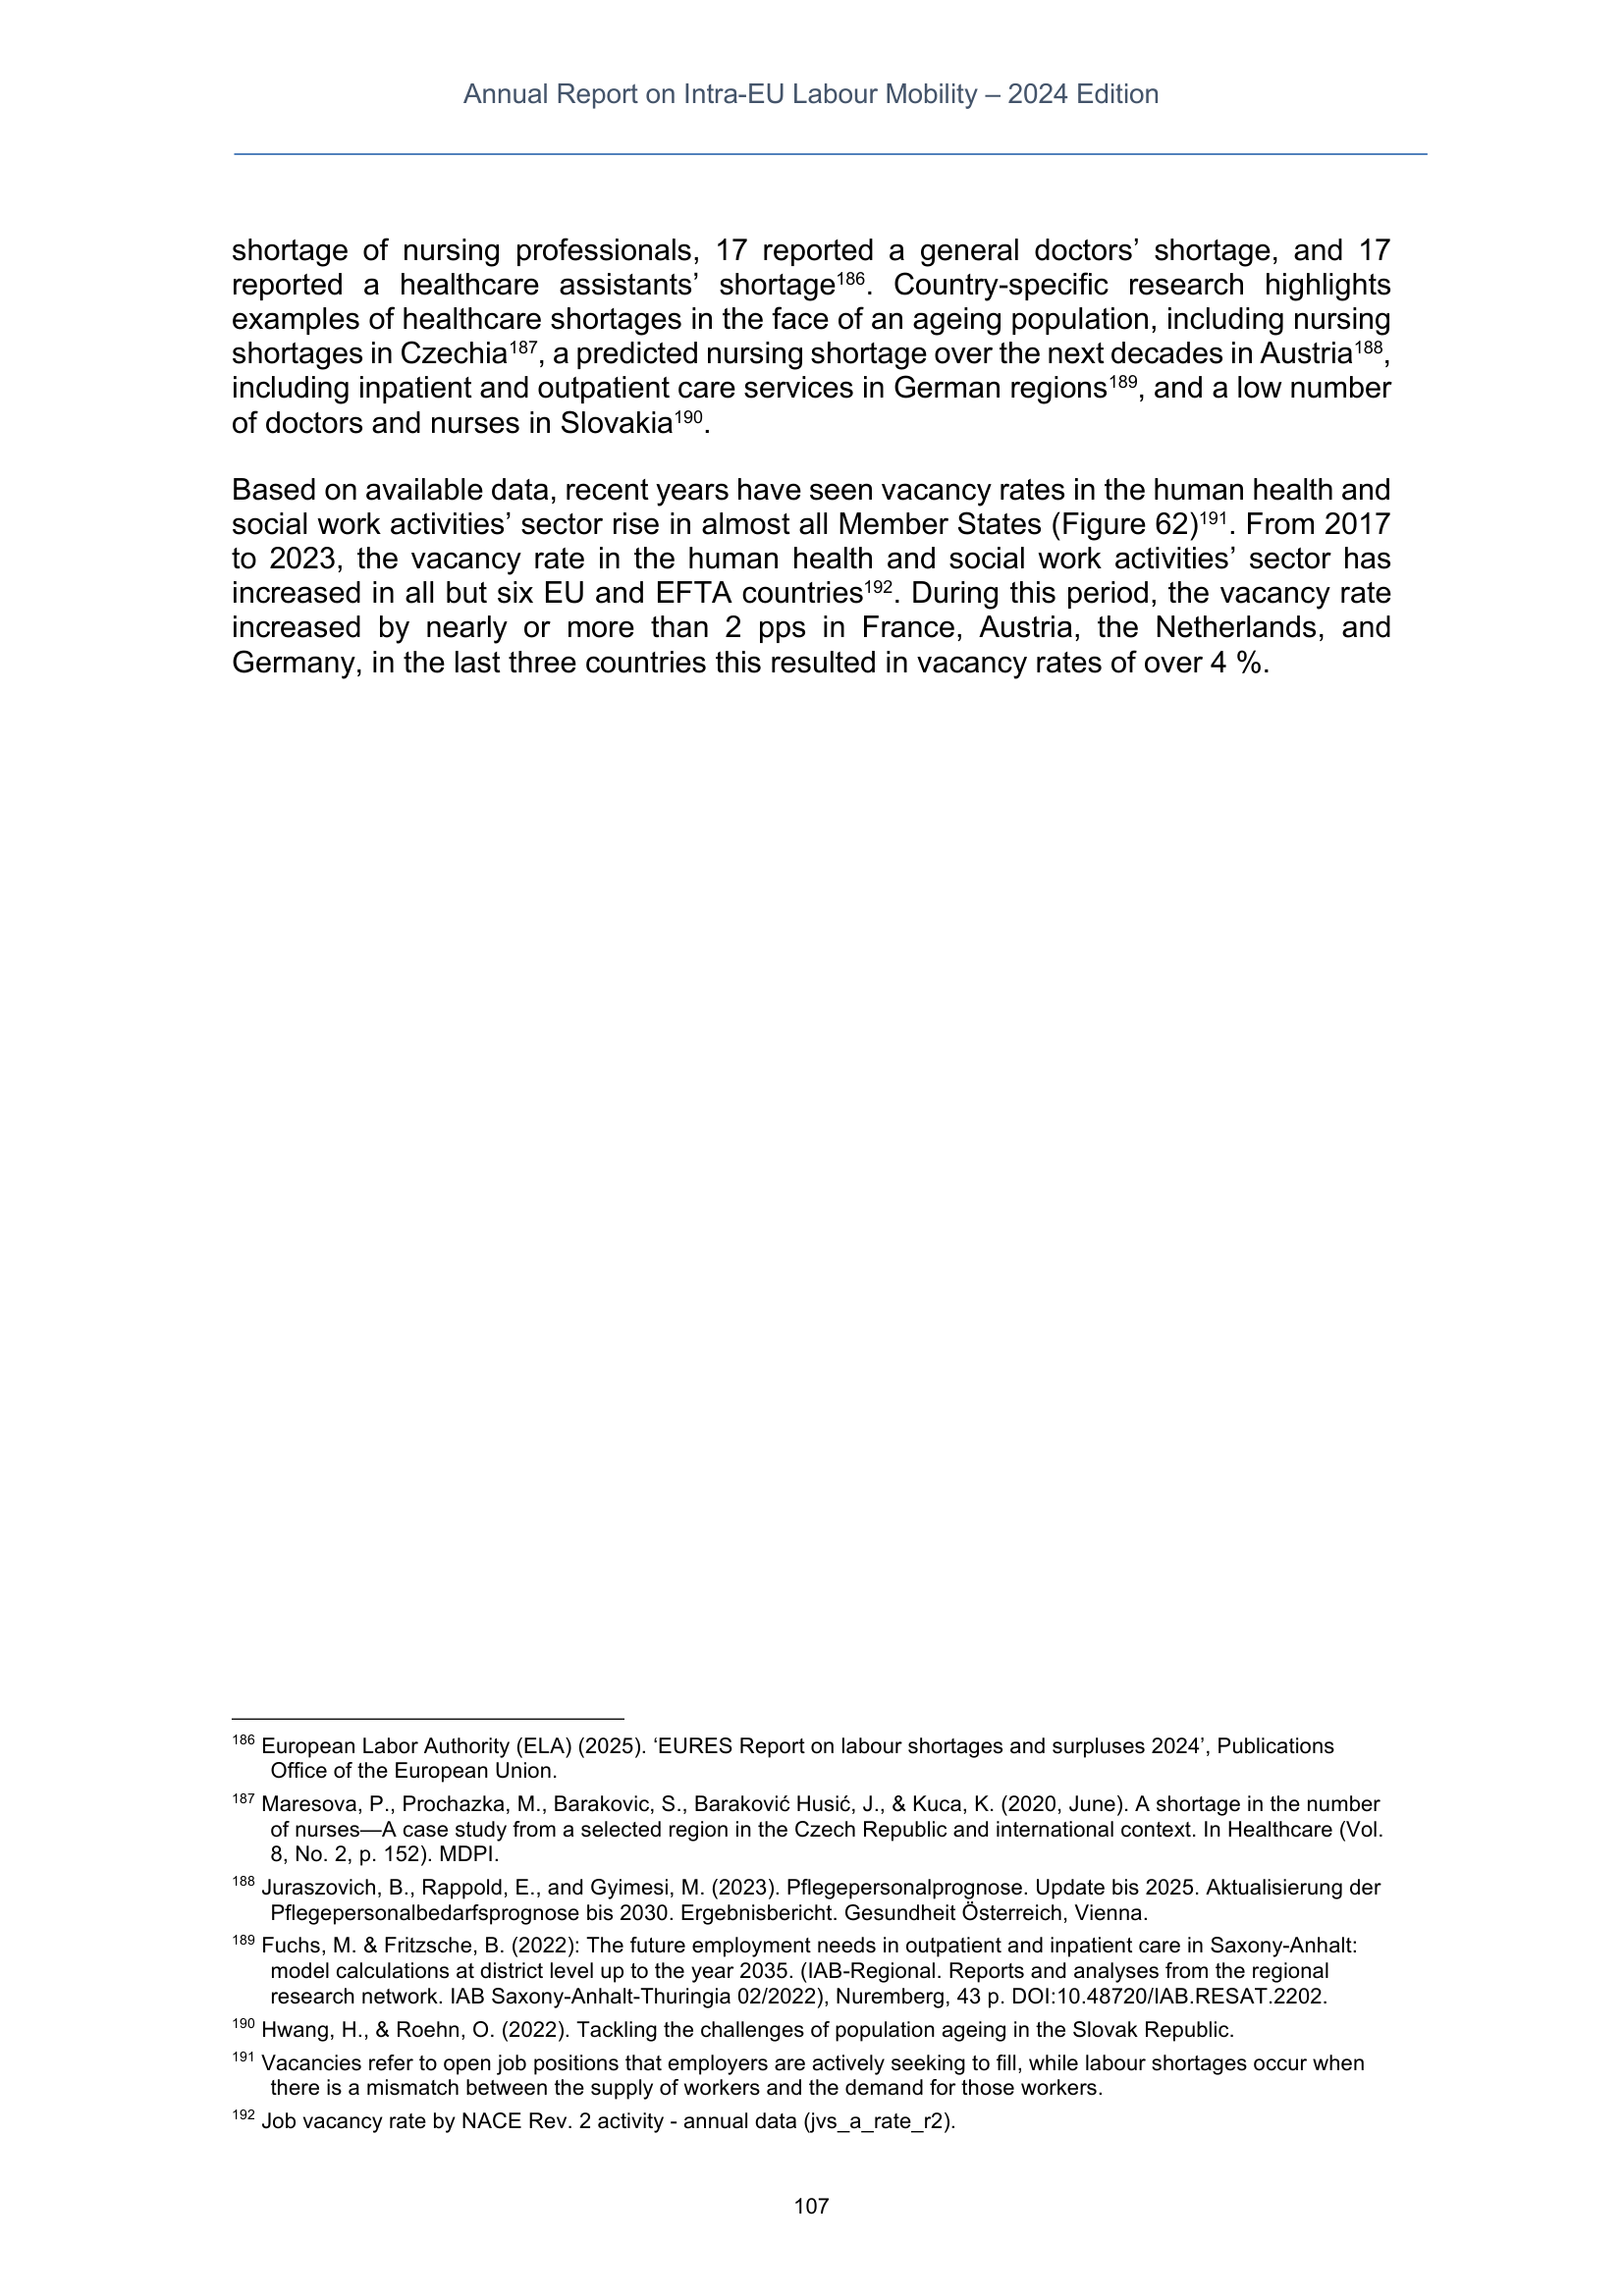 Annual Report on Intra-EU Labour Mobility – 2024 Edition
shortage of nursing professionals, 17 reported a general doctors’ shortage, and 17
reported a healthcare assistants’ shortage186. Country-specific research highlights
examples of healthcare shortages in the face of an ageing population, including nursing
shortages in Czechia187, a predicted nursing shortage over the next decades in Austria188,
including inpatient and outpatient care services in German regions189, and a low number
of doctors and nurses in Slovakia190.
Based on available data, recent years have seen vacancy rates in the human health and
social work activities’ sector rise in almost all Member States (Figure 62)191. From 2017
to 2023, the vacancy rate in the human health and social work activities’ sector has
increased in all but six EU and EFTA countries192. During this period, the vacancy rate
increased by nearly or more than 2 pps in France, Austria, the Netherlands, and
Germany, in the last three countries this resulted in vacancy rates of over 4 %.
186 European Labor Authority (ELA) (2025). ‘EURES Report on labour shortages and surpluses 2024’, Publications
Office of the European Union.
187 Maresova, P., Prochazka, M., Barakovic, S., Baraković Husić, J., & Kuca, K. (2020, June). A shortage in the number
of nurses—A case study from a selected region in the Czech Republic and international context. In Healthcare (Vol.
8, No. 2, p. 152). MDPI.
188 Juraszovich, B., Rappold, E., and Gyimesi, M. (2023). Pflegepersonalprognose. Update bis 2025. Aktualisierung der
Pflegepersonalbedarfsprognose bis 2030. Ergebnisbericht. Gesundheit Österreich, Vienna.
189 Fuchs, M. & Fritzsche, B. (2022): The future employment needs in outpatient and inpatient care in Saxony-Anhalt:
model calculations at district level up to the year 2035. (IAB-Regional. Reports and analyses from the regional
research network. IAB Saxony-Anhalt-Thuringia 02/2022), Nuremberg, 43 p. DOI:10.48720/IAB.RESAT.2202.
190 Hwang, H., & Roehn, O. (2022). Tackling the challenges of population ageing in the Slovak Republic.
191 Vacancies refer to open job positions that employers are actively seeking to fill, while labour shortages occur when
there is a mismatch between the supply of workers and the demand for those workers.
192 Job vacancy rate by NACE Rev. 2 activity - annual data (jvs_a_rate_r2).
107